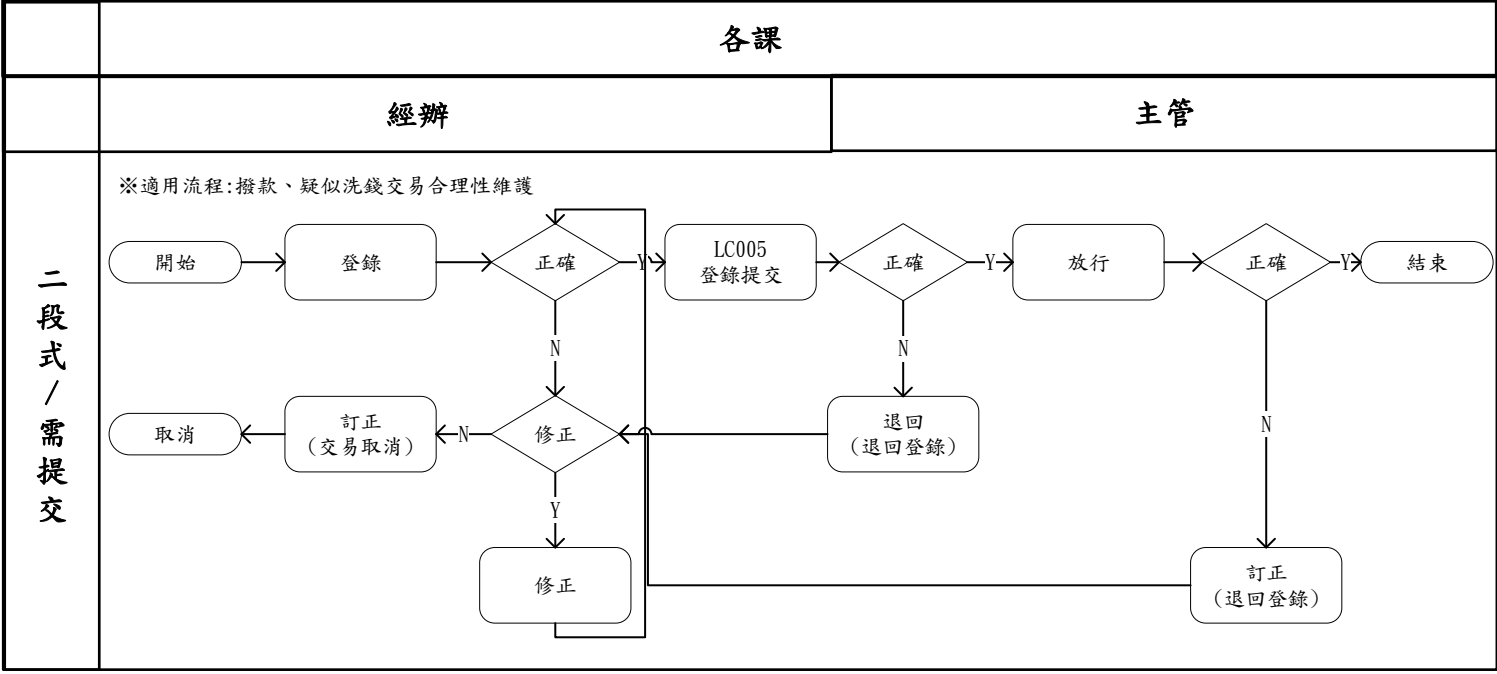 各課
經辦
主管
二段式/需提交
※適用流程:撥款、疑似洗錢交易合理性維護
開始
登錄
正確
Y
LC005
登錄提交
正確
Y
放行
正確
Y
結束
N
N
N
取消
訂正
(交易取消)
N
修正
退回
(退回登錄)
Y
修正
訂正
(退回登錄)